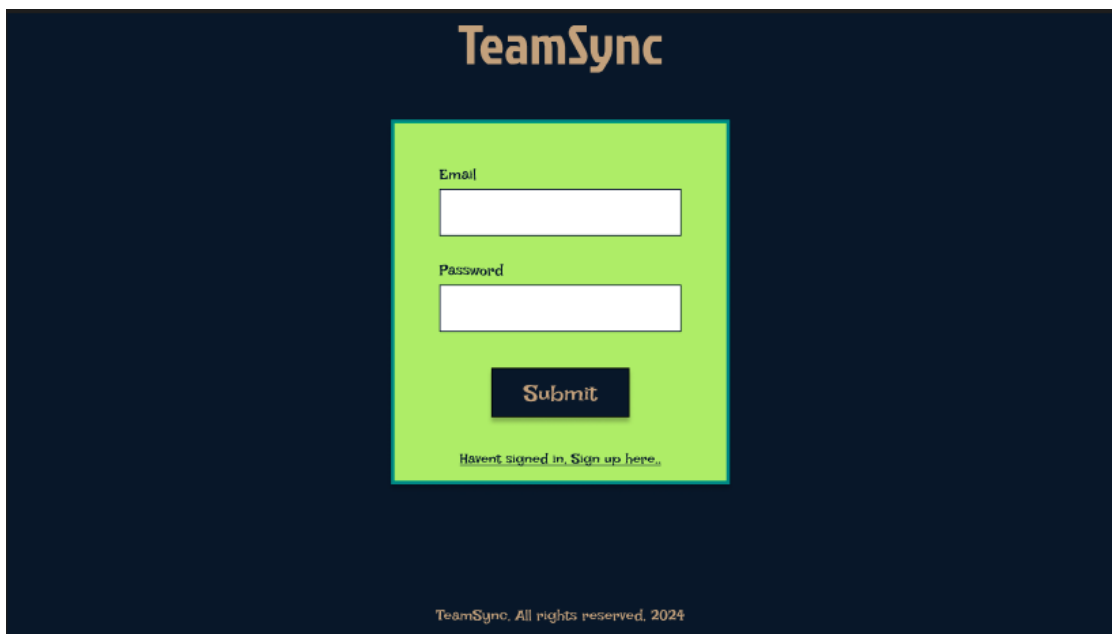 TeamSync
Email
Password
Submit
Havent signed in, Sign up here..
TeamSync, All rights reserved, 2024